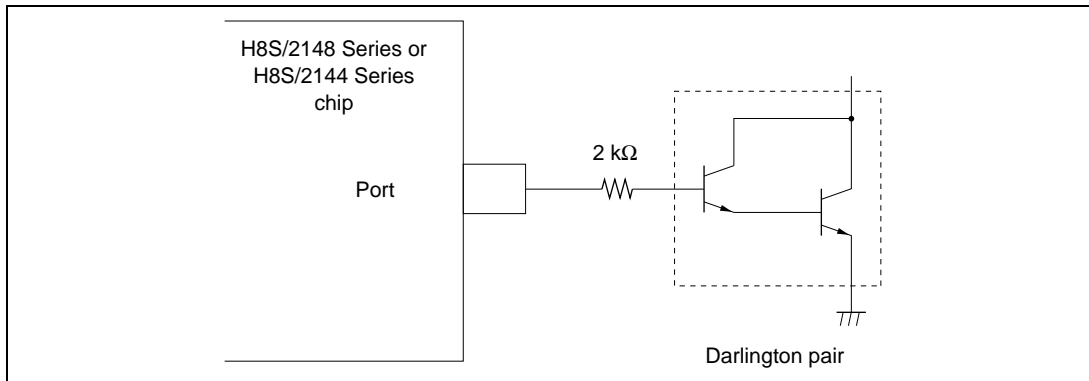 H8S/2148 Series or
H8S/2144 Series
chip
2 kΩ
Port
Darlington pair